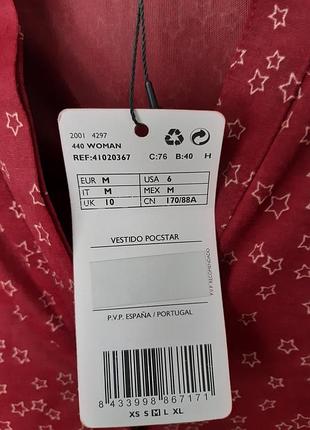 2001 4297
440 WOMAN
REF:41020367 C:76 B:40 H
EUR M USA 6
IT M MEX M
UK 10 CN 170/88A
VESTIDO POCSTAR
P.V.P. RECOMENDADO
P.V.P. ESPAÑA / PORTUGAL
8 433998 867171
XS S M L XL